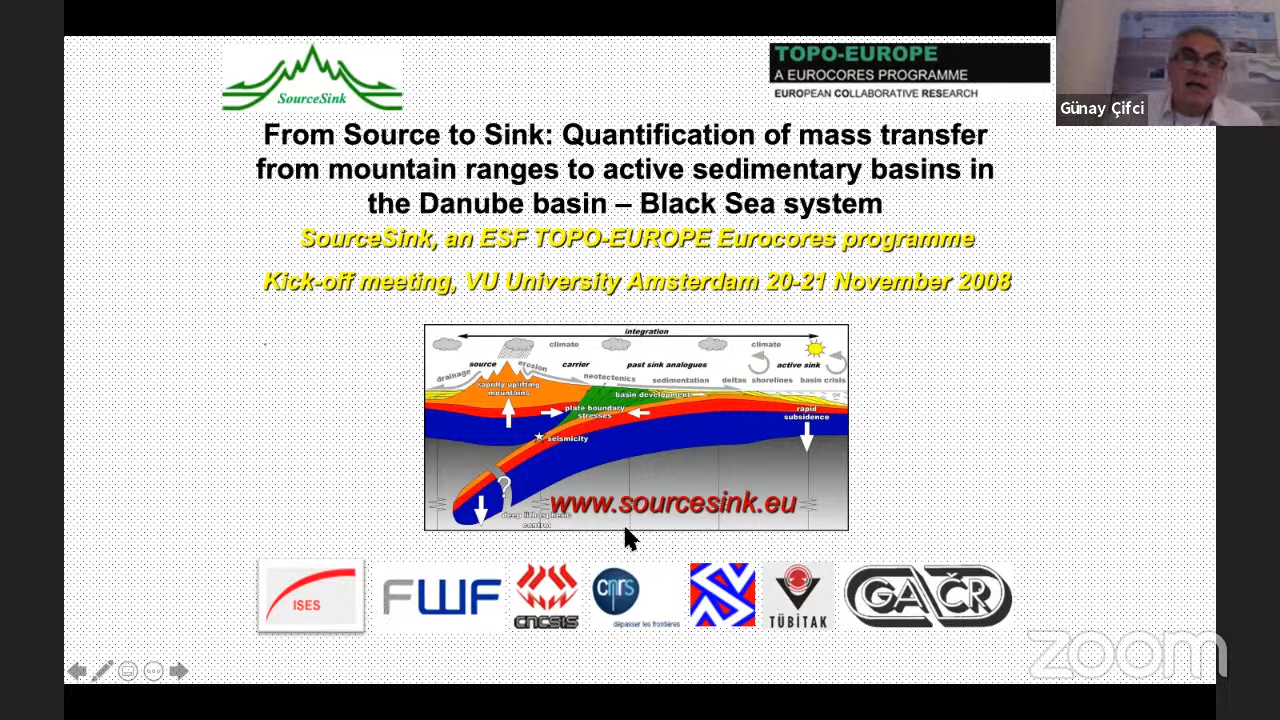 SourceSink
TOPO-EUROPE
A EUROCORES PROGRAMME
EUROPEAN COLLABORATIVE RESEARCH
Günay Çifci
From Source to Sink: Quantification of mass transfer
from mountain ranges to active sedimentary basins in
the Danube basin – Black Sea system
SourceSink, an ESF TOPO-EUROPE Eurocores programme
Kick-off meeting, VU University Amsterdam 20-21 November 2008
integration
climate
climate
source
erosion
carrier
past sink analogues
active sink
drainage
neotectonics
sedimentation
deltas
shorelines
basin crisis
rapidly uplifting
mountains
basin development
plate boundary
stresses
rapid
subsidence
seismicity
?
www.sourcesink.eu
deep lithospheric
control
ISES
FWF
CNCSIS
cnrs
dépasser les frontières
TÜBİTAK
GAČR
zoom